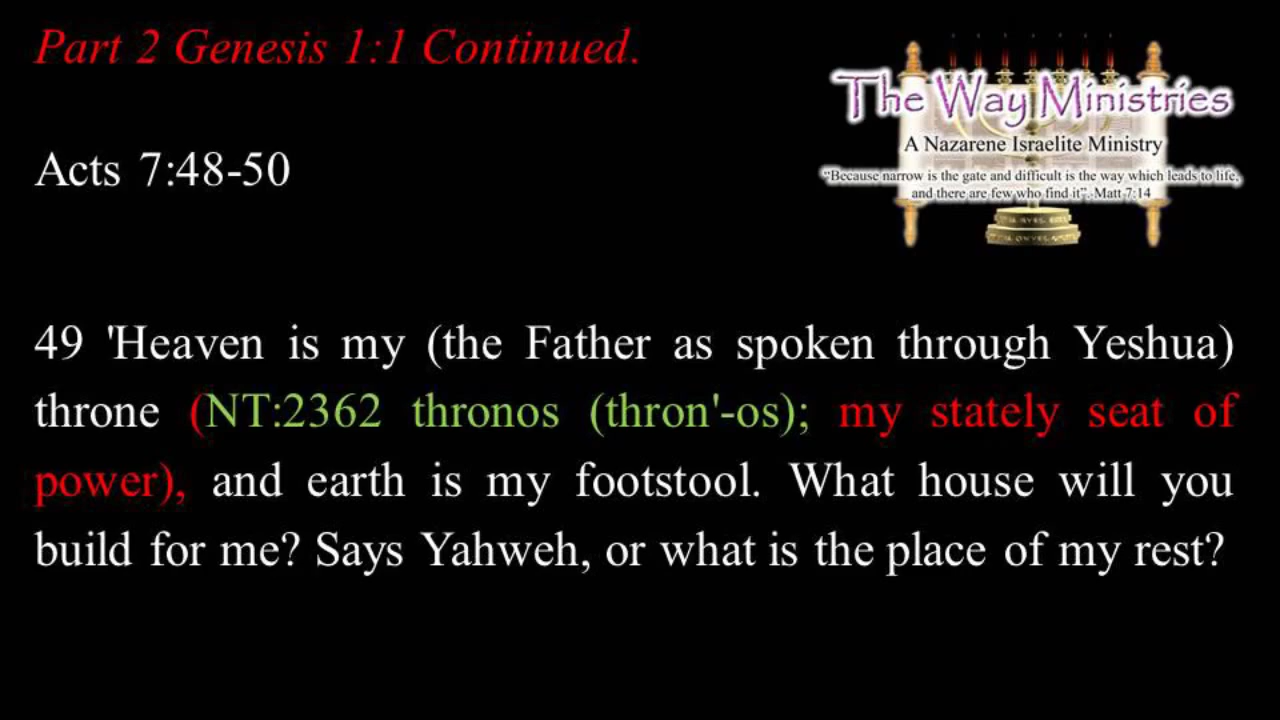 Part 2 Genesis 1:1 Continued.
The Way Ministries
A Nazarene Israelite Ministry
"Because narrow is the gate and difficult is the way which leads to life,
and there are few who find it". Matt 7:14
Acts 7:48-50
49 'Heaven is my (the Father as spoken through Yeshua)
throne (NT:2362 thronos (thron'-os); my stately seat of
power), and earth is my footstool. What house will you
build for me? Says Yahweh, or what is the place of my rest?